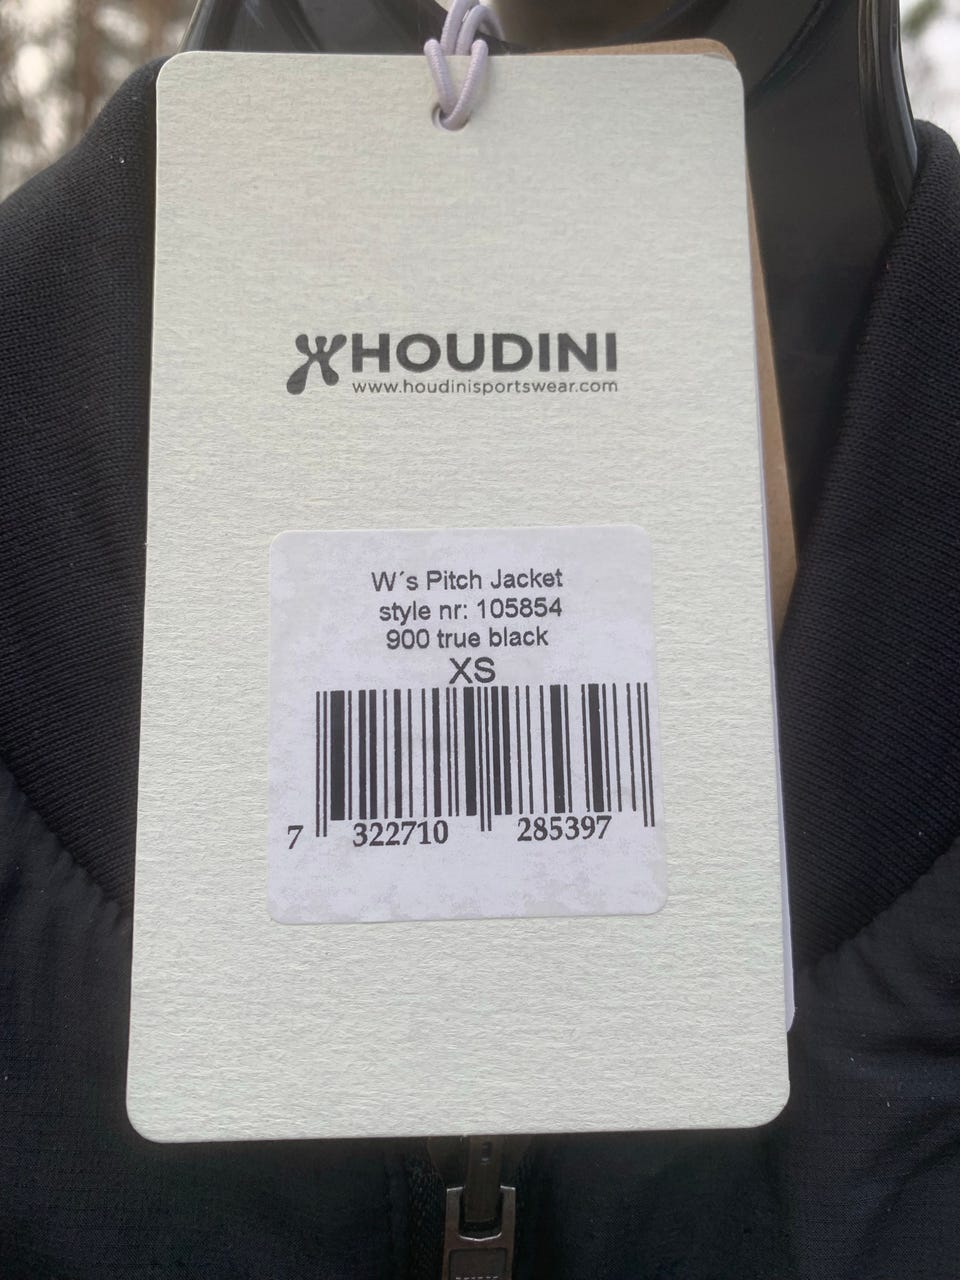 HOUDINI
www.houdinisportswear.com
W´s Pitch Jacket
style nr: 105854
900 true black
XS
7 322710 285397